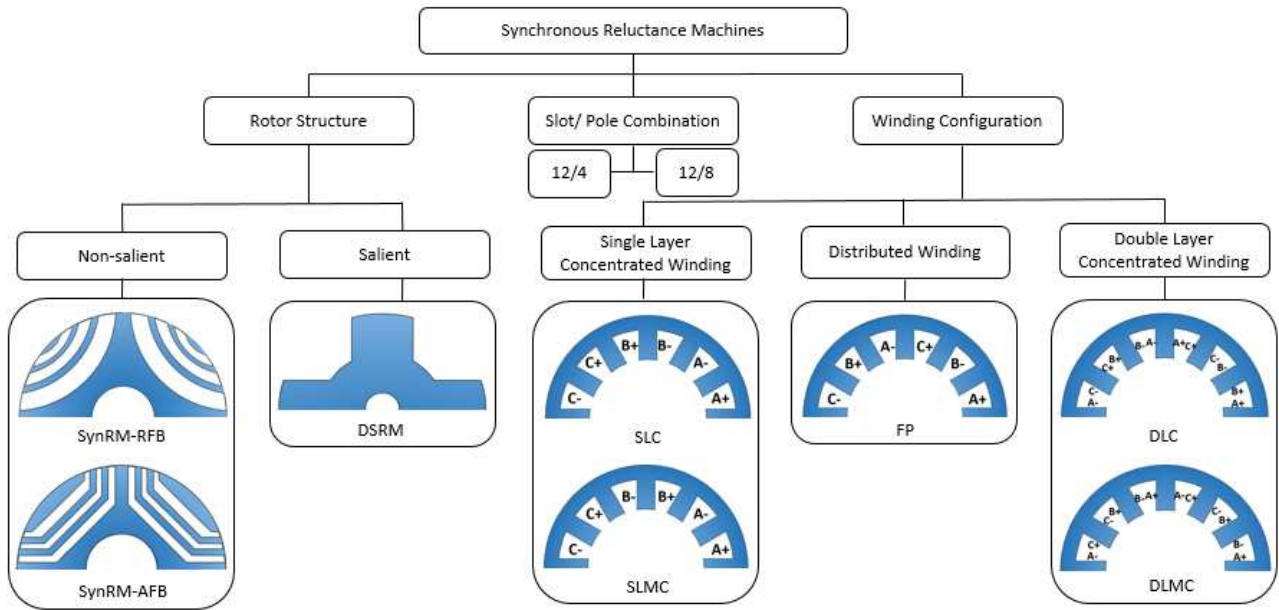 Synchronous Reluctance Machines
Rotor Structure
Slot/ Pole Combination
Winding Configuration
12/4
12/8
Non-salient
Salient
Single Layer
Concentrated Winding
Distributed Winding
Double Layer
Concentrated Winding
SynRM-RFB
SynRM-AFB
DSRM
C-
C+
B+
B-
A-
A+
SLC
C-
C+
B-
B+
A-
A+
SLMC
C-
B+
A-
C+
B-
A+
FP
C-
A-
B+
C+
B- A-
A+
C+
C-
B-
B+
A+
DLC
C+
A-
B+
C-
B- A+
A- C+
C-
B+
B-
A+
DLMC